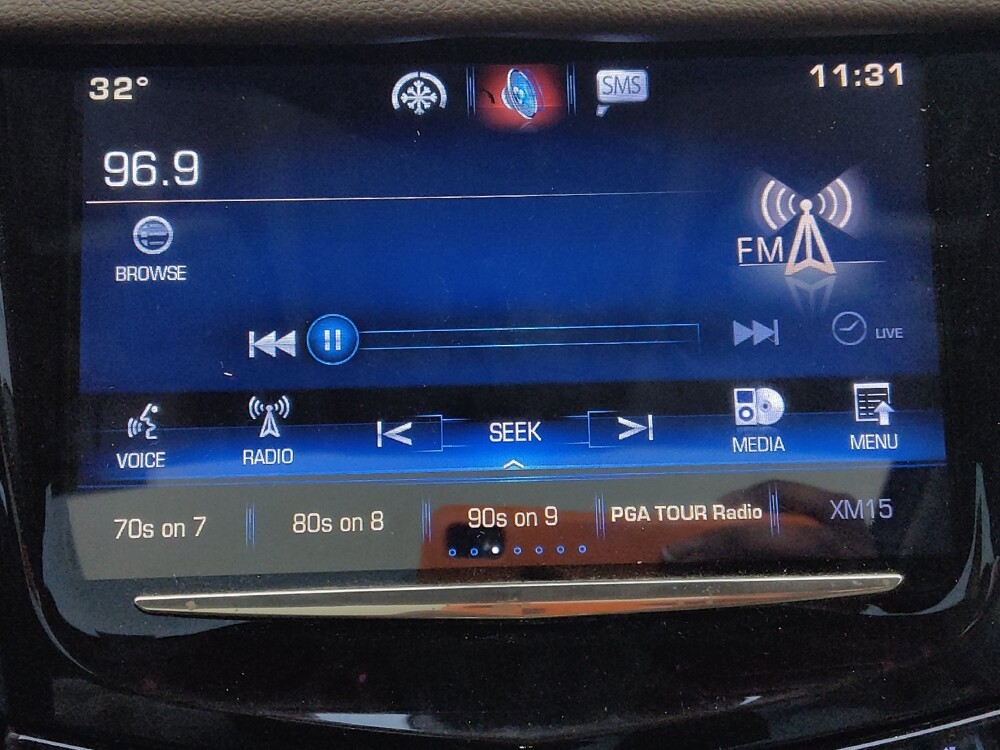 32°
SMS
11:31
96.9
FM
BROWSE
LIVE
VOICE
RADIO
SEEK
MEDIA
MENU
70s on 7
80s on 8
90s on 9
PGA TOUR Radio
XM15